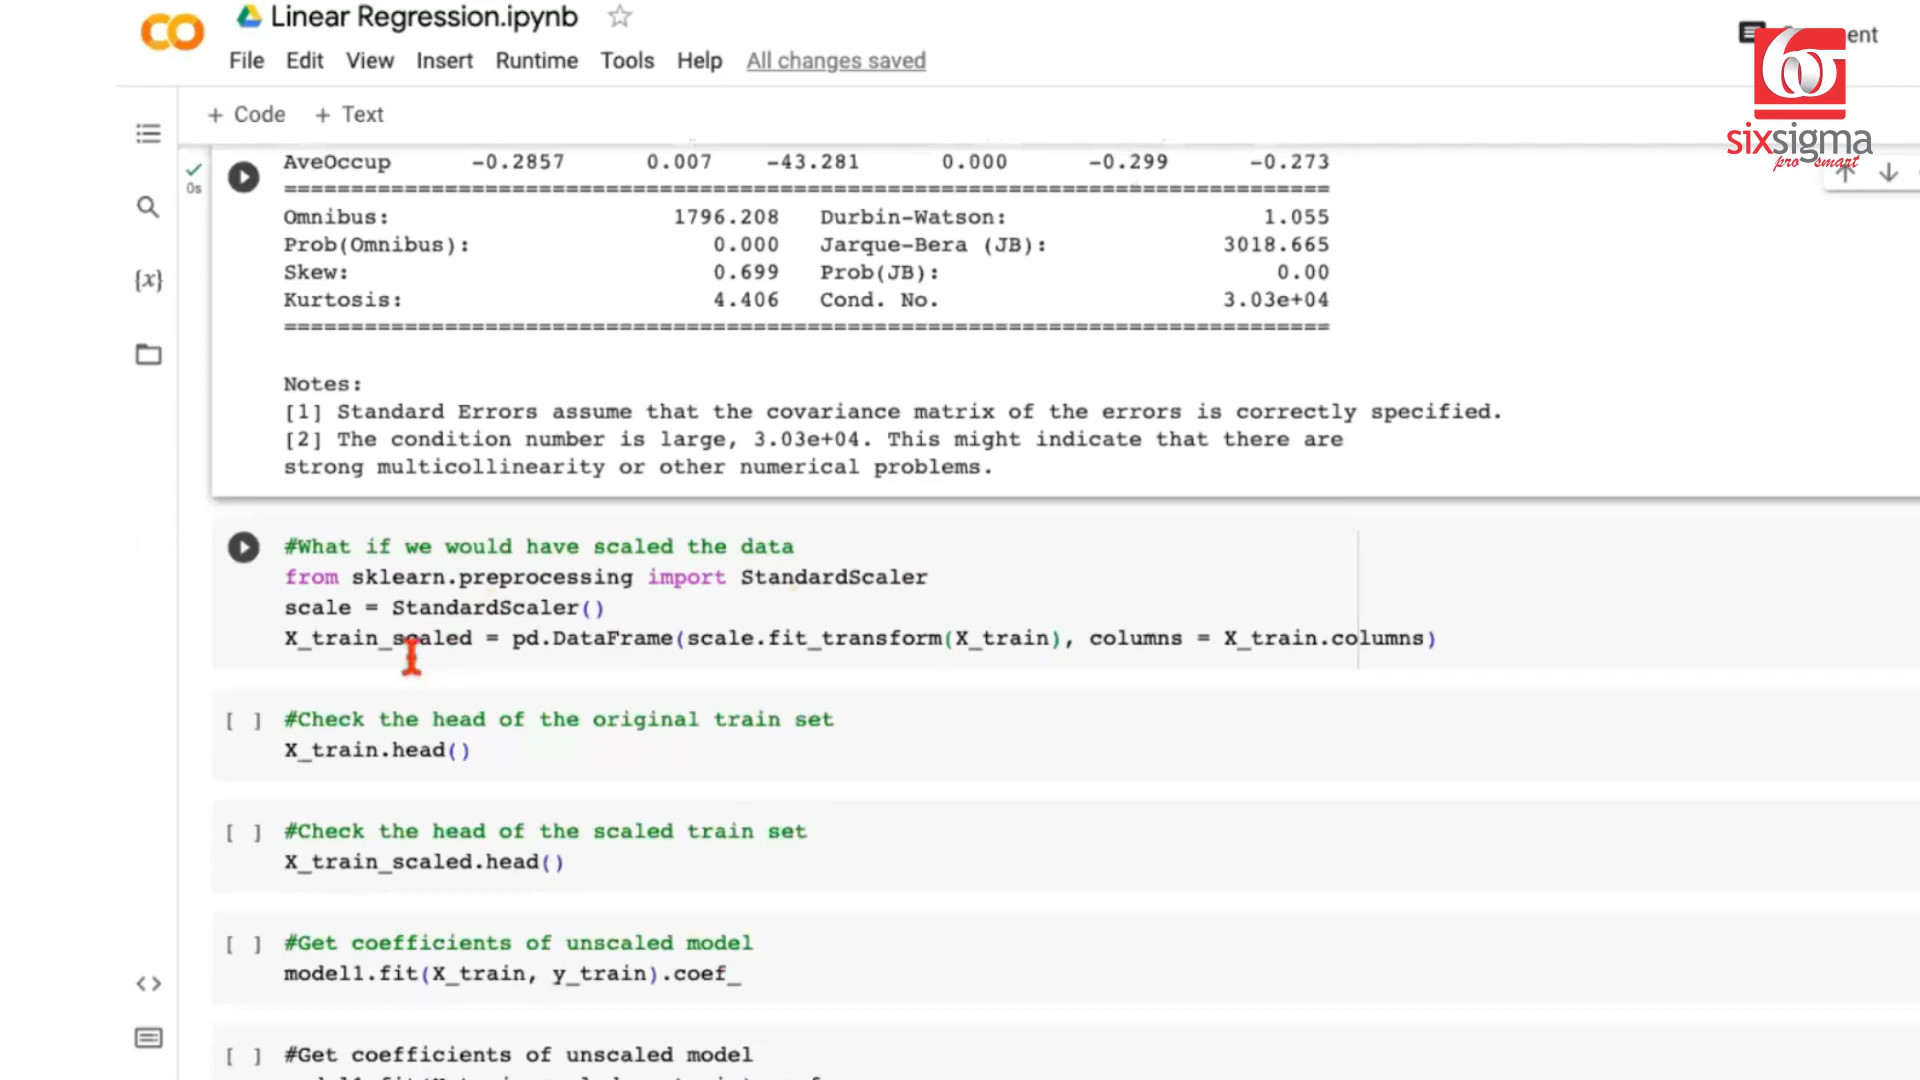 Linear Regression.ipynb
ent
File Edit View Insert Runtime Tools Help All changes saved
sixsigma
pro smart
+ Code + Text
AveOccup -0.2857 0.007 -43.281 0.000 -0.299 -0.273
0s
==============================================================================
Omnibus: 1796.208 Durbin-Watson: 1.055
Prob(Omnibus): 0.000 Jarque-Bera (JB): 3018.665
Skew: 0.699 Prob(JB): 0.00
Kurtosis: 4.406 Cond. No. 3.03e+04
==============================================================================
Notes:
[1] Standard Errors assume that the covariance matrix of the errors is correctly specified.
[2] The condition number is large, 3.03e+04. This might indicate that there are
strong multicollinearity or other numerical problems.
#What if we would have scaled the data
from sklearn.preprocessing import StandardScaler
scale = StandardScaler()
X_train_scaled = pd.DataFrame(scale.fit_transform(X_train), columns = X_train.columns)
[ ] #Check the head of the original train set
X_train.head()
[ ] #Check the head of the scaled train set
X_train_scaled.head()
[ ] #Get coefficients of unscaled model
model1.fit(X_train, y_train).coef_
[ ] #Get coefficients of unscaled model